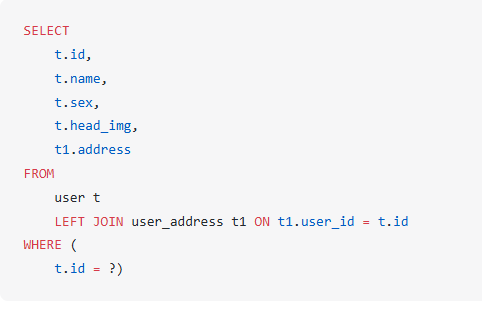 SELECT
    t.id,
    t.name,
    t.sex,
    t.head_img,
    t1.address
FROM
    user t
    LEFT JOIN user_address t1 ON t1.user_id = t.id
WHERE (
    t.id = ?)